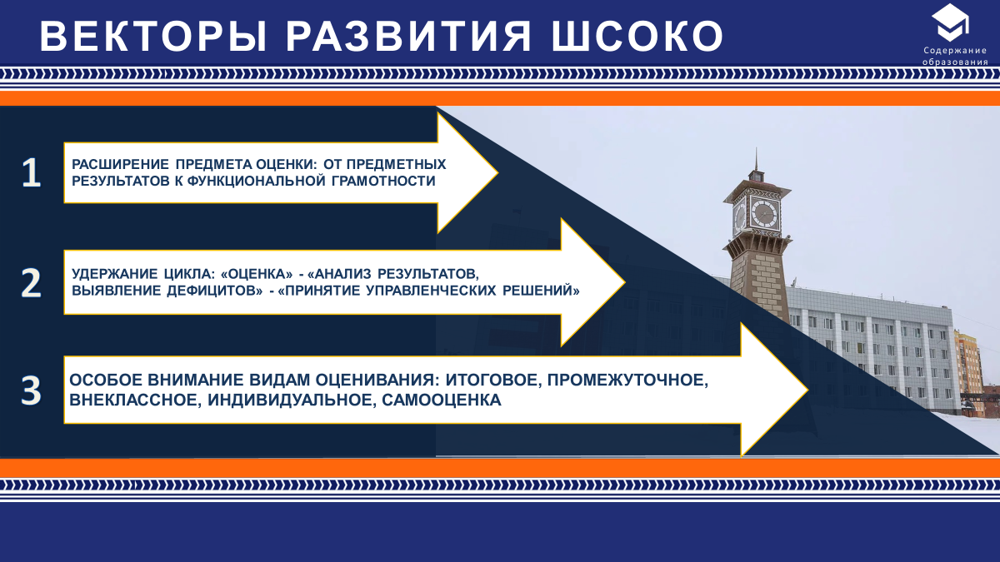 ВЕКТОРЫ РАЗВИТИЯ ШСОКО
Содержание
образования
1
РАСШИРЕНИЕ ПРЕДМЕТА ОЦЕНКИ: ОТ ПРЕДМЕТНЫХ
РЕЗУЛЬТАТОВ К ФУНКЦИОНАЛЬНОЙ ГРАМОТНОСТИ
2
УДЕРЖАНИЕ ЦИКЛА: «ОЦЕНКА» - «АНАЛИЗ РЕЗУЛЬТАТОВ,
ВЫЯВЛЕНИЕ ДЕФИЦИТОВ» - «ПРИНЯТИЕ УПРАВЛЕНЧЕСКИХ РЕШЕНИЙ»
3
ОСОБОЕ ВНИМАНИЕ ВИДАМ ОЦЕНИВАНИЯ: ИТОГОВОЕ, ПРОМЕЖУТОЧНОЕ,
ВНЕКЛАССНОЕ, ИНДИВИДУАЛЬНОЕ, САМООЦЕНКА